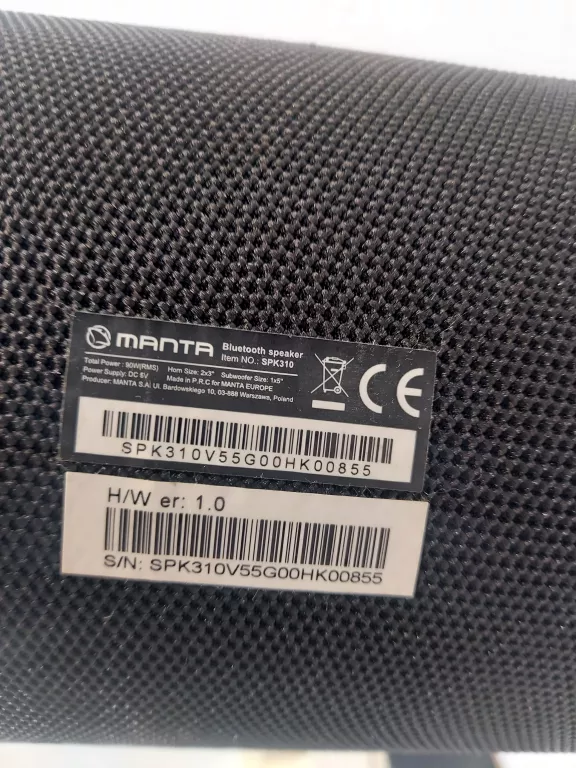 MANTA
Bluetooth speaker
Item NO.: SPK310
Total Power : 90W(RMS) Horn Size: 2x3" Subwoofer Size: 1x5"
Power Supply: DC 5V Made in P.R.C for MANTA EUROPE
Producer: MANTA S.A. Ul. Bardowskiego 10, 03-888 Warszawa, Poland
CE
SPK310V55G00HK00855
H/W er: 1.0
S/N: SPK310V55G00HK00855